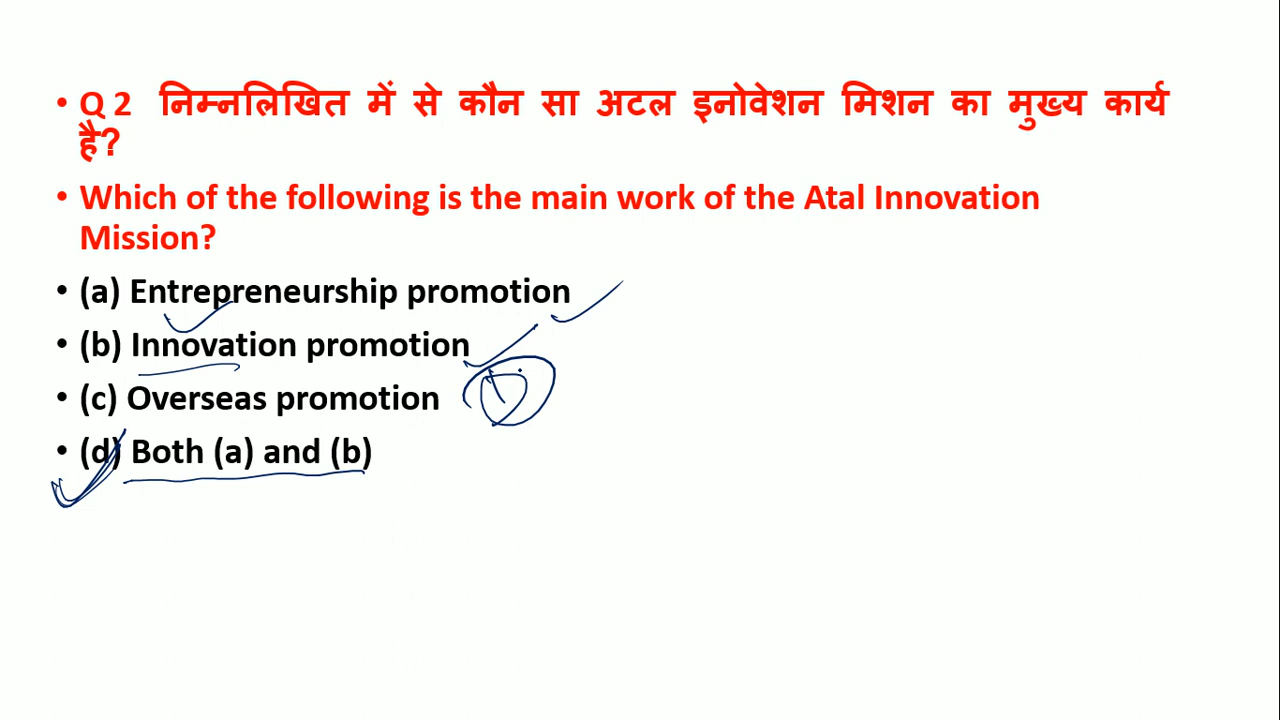 • Q 2 निम्नलिखित में से कौन सा अटल इनोवेशन मिशन का मुख्य कार्य
है?
• Which of the following is the main work of the Atal Innovation
Mission?
• (a) Entrepreneurship promotion
• (b) Innovation promotion
• (c) Overseas promotion
• (d) Both (a) and (b)